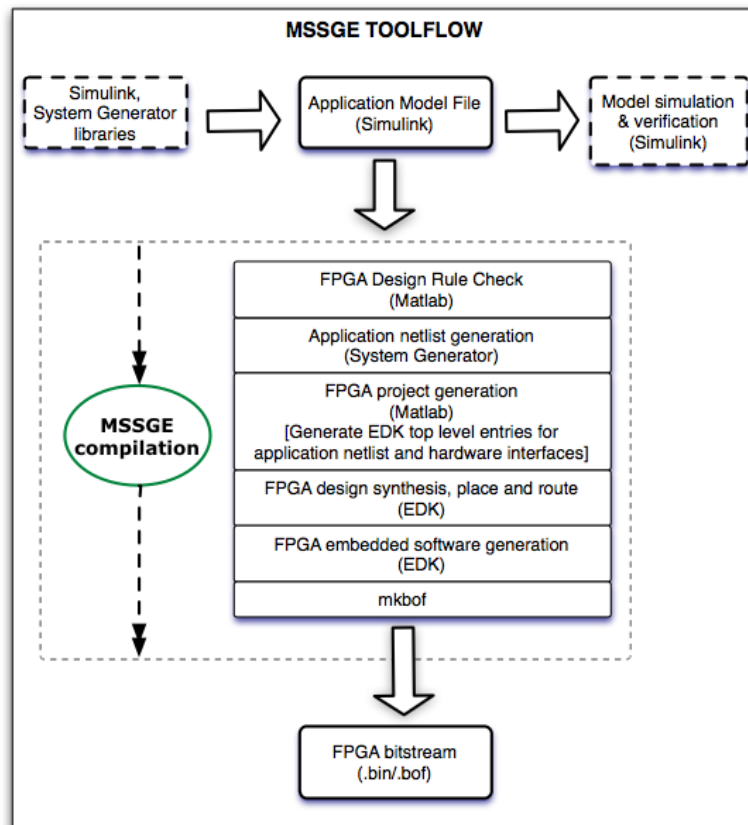 MSSGE TOOLFLOW
Simulink,
System Generator
libraries
Application Model File
(Simulink)
Model simulation
& verification
(Simulink)
MSSGE
compilation
FPGA Design Rule Check
(Matlab)
Application netlist generation
(System Generator)
FPGA project generation
(Matlab)
[Generate EDK top level entries for
application netlist and hardware interfaces]
FPGA design synthesis, place and route
(EDK)
FPGA embedded software generation
(EDK)
mkbof
FPGA bitstream
(.bin/.bof)